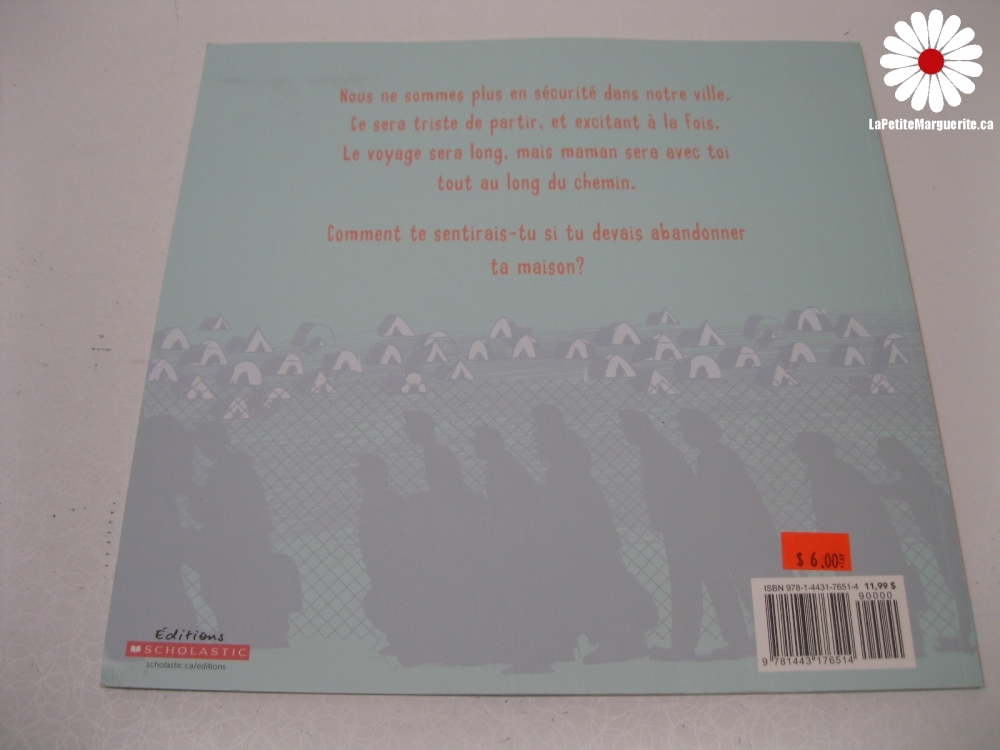 LaPetiteMarguerite.ca
Nous ne sommes plus en sécurité dans notre ville.
Ce sera triste de partir, et excitant à la fois.
Le voyage sera long, mais maman sera avec toi
tout au long du chemin.
Comment te sentirais-tu si tu devais abandonner
ta maison?
$ 6.00
ISBN 978-1-4431-7651-4 11,99 $
90000
9 781443 176514
Éditions
SCHOLASTIC
scholastic.ca/editions